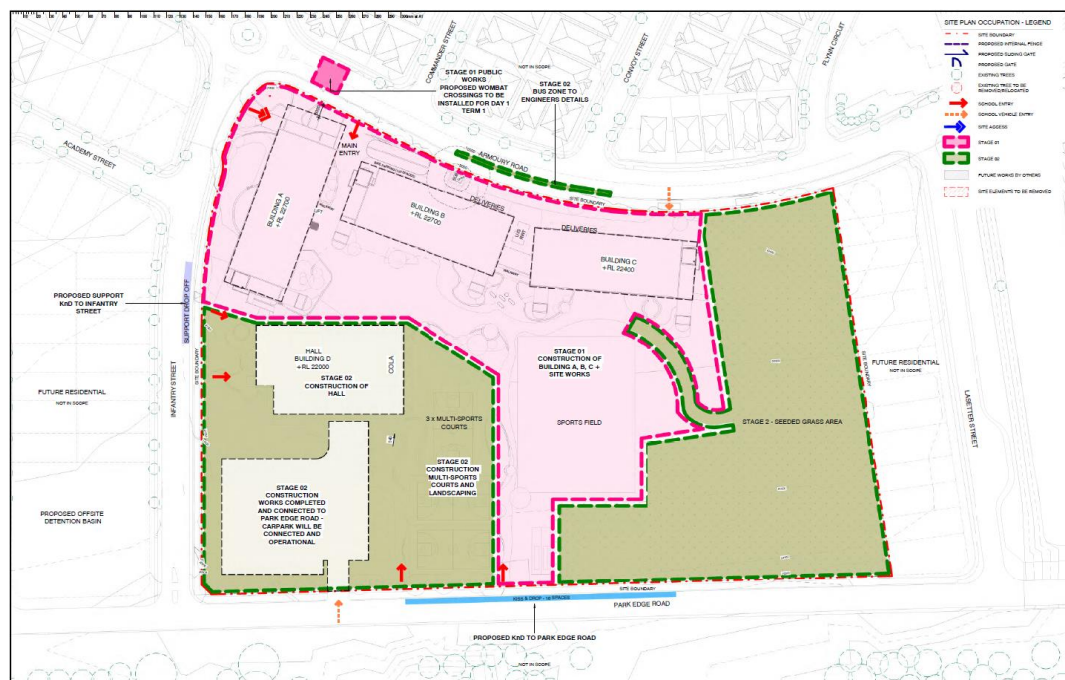 SITE PLAN OCCUPATION - LEGEND
SITE BOUNDARY
PROPOSED INTERNAL FENCE
PROPOSED SLIDING GATE
PROPOSED GATE
EXISTING TREES
EXISTING TREE TO BE
REMOVED/RELOCATED
SCHOOL ENTRY
SCHOOL VEHICLE ENTRY
SITE ACCESS
STAGE 01
STAGE 02
FUTURE WORKS BY OTHERS
SITE ELEMENTS TO BE REMOVED
COMMANDER STREET
CONVOY STREET
FLYNN CIRCUIT
NOT IN SCOPE
STAGE 01 PUBLIC
WORKS
PROPOSED WOMBAT
CROSSINGS TO BE
INSTALLED FOR DAY 1
TERM 1
STAGE 02
BUS ZONE TO
ENGINEERS DETAILS
ACADEMY STREET
MAIN
ENTRY
ARMOURY ROAD
SITE BOUNDARY
BUILDING A
+RL 22700
LIFT
BUILDING B
+RL 22700
DELIVERIES
DELIVERIES
BUILDING C
+RL 22400
SUPPORT DROP OFF
PROPOSED SUPPORT
KnD TO INFANTRY
STREET
SITE BOUNDARY
INFANTRY STREET
HALL
BUILDING D
+RL 22000
STAGE 02
CONSTRUCTION OF
HALL
COLA
STAGE 01
CONSTRUCTION OF
BUILDING A, B, C +
SITE WORKS
SITE BOUNDARY
FUTURE RESIDENTIAL
NOT IN SCOPE
LASETTER STREET
FUTURE RESIDENTIAL
NOT IN SCOPE
3 x MULTI-SPORTS
COURTS
SPORTS FIELD
STAGE 2 - SEEDED GRASS AREA
STAGE 02
CONSTRUCTION
MULTI-SPORTS
COURTS AND
LANDSCAPING
STAGE 02
CONSTRUCTION
WORKS COMPLETED
AND CONNECTED TO
PARK EDGE ROAD -
CARPARK WILL BE
CONNECTED AND
OPERATIONAL
PROPOSED OFFSITE
DETENTION BASIN
SITE BOUNDARY
PARK EDGE ROAD
PROPOSED KnD TO PARK EDGE ROAD
NOT IN SCOPE